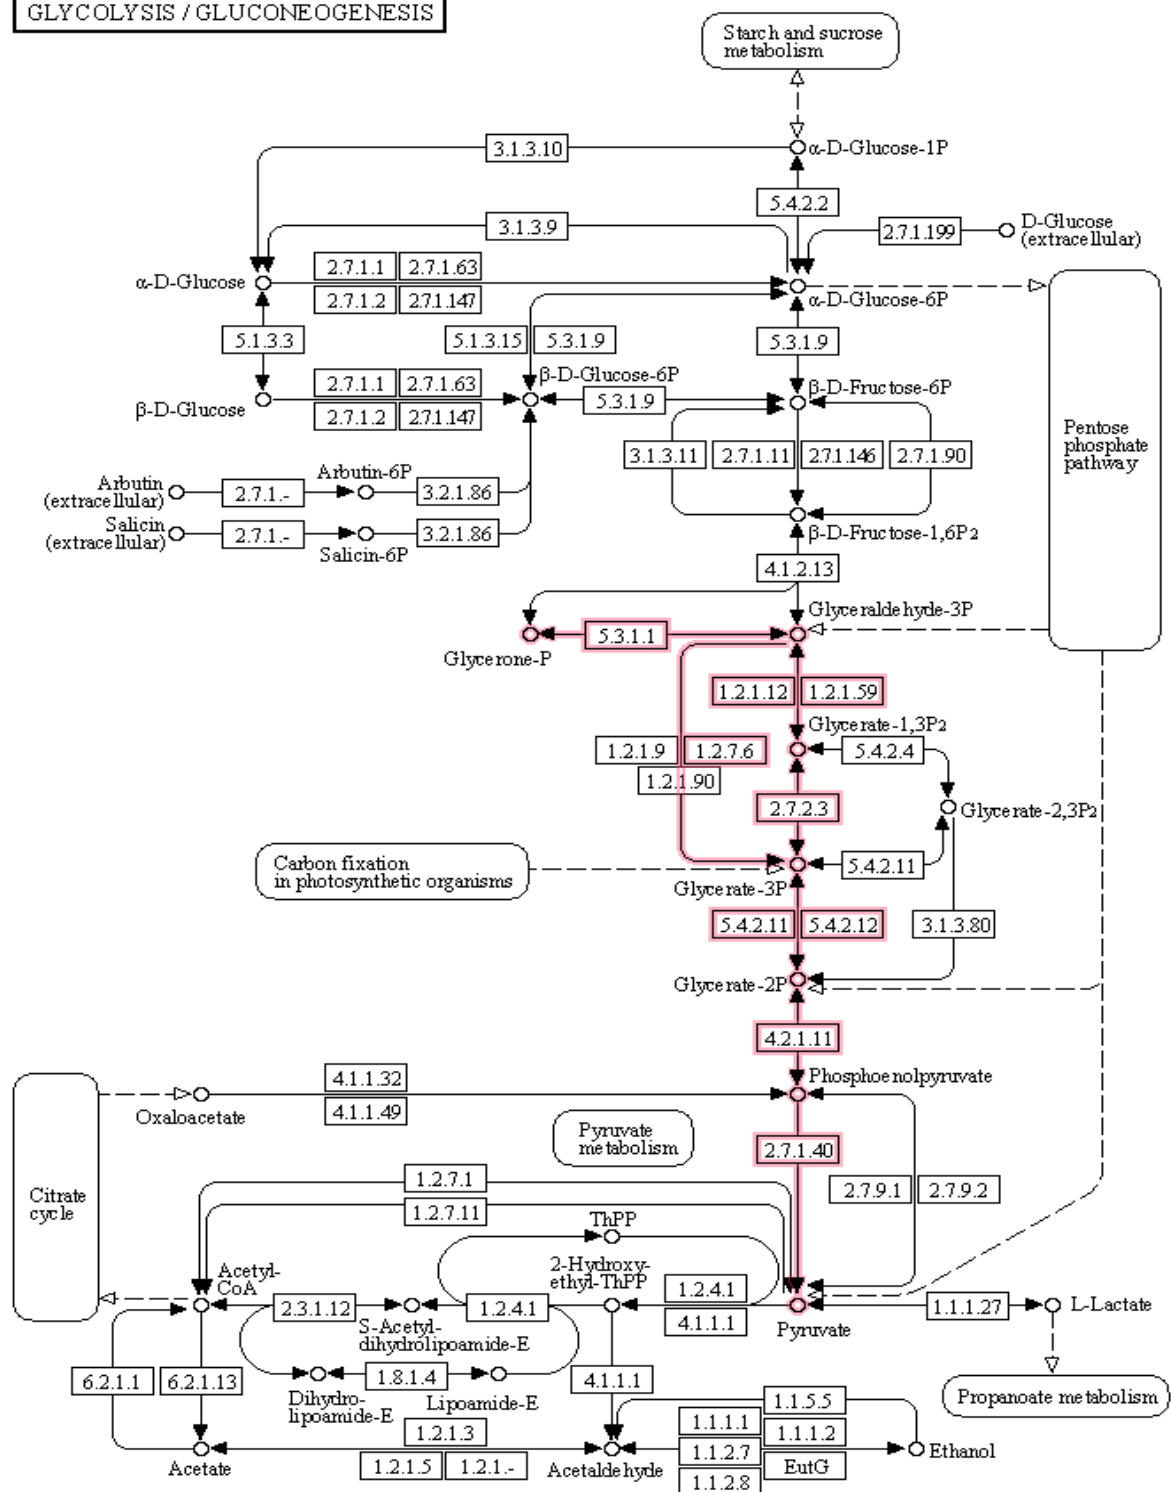 GLYCOLYSIS / GLUCONEOGENESIS
Starch and sucrose
metabolism
3.1.3.10
α-D-Glucose-1P
5.4.2.2
3.1.3.9
2.7.1.199
D-Glucose
(extracellular)
α-D-Glucose
2.7.1.1
2.7.1.63
2.7.1.2
2.7.1.147
α-D-Glucose-6P
5.1.3.3
5.1.3.15
5.3.1.9
5.3.1.9
β-D-Glucose
2.7.1.1
2.7.1.63
2.7.1.2
2.7.1.147
β-D-Glucose-6P
5.3.1.9
β-D-Fructose-6P
Pentose
phosphate
pathway
3.1.3.11
2.7.1.11
2.7.1.146
2.7.1.90
Arbutin
(extracellular)
2.7.1.-
Arbutin-6P
3.2.1.86
Salicin
(extracellular)
2.7.1.-
Salicin-6P
3.2.1.86
β-D-Fructose-1,6P2
4.1.2.13
Glyceraldehyde-3P
5.3.1.1
Glycerone-P
1.2.1.12
1.2.1.59
Glycerate-1,3P2
1.2.1.9
1.2.7.6
1.2.1.90
5.4.2.4
2.7.2.3
Glycerate-2,3P2
Carbon fixation
in photosynthetic organisms
5.4.2.11
Glycerate-3P
5.4.2.11
5.4.2.12
3.1.3.80
Glycerate-2P
4.2.1.11
Phosphoenolpyruvate
4.1.1.32
4.1.1.49
Oxaloacetate
Pyruvate
metabolism
2.7.1.40
Citrate
cycle
1.2.7.1
1.2.7.11
2.7.9.1
2.7.9.2
ThPP
Acetyl-
CoA
2-Hydroxy-
ethyl-ThPP
1.2.4.1
2.3.1.12
1.2.4.1
4.1.1.1
1.1.1.27
L-Lactate
S-Acetyl-
dihydrolipoamide-E
Pyruvate
6.2.1.1
6.2.1.13
1.8.1.4
4.1.1.1
Dihydro-
lipoamide-E
Lipoamide-E
Propanoate metabolism
1.1.5.5
1.1.1.1
1.1.1.2
1.2.1.3
1.1.2.7
Ethanol
Acetate
1.2.1.5
1.2.1.-
Acetaldehyde
EutG
1.1.2.8